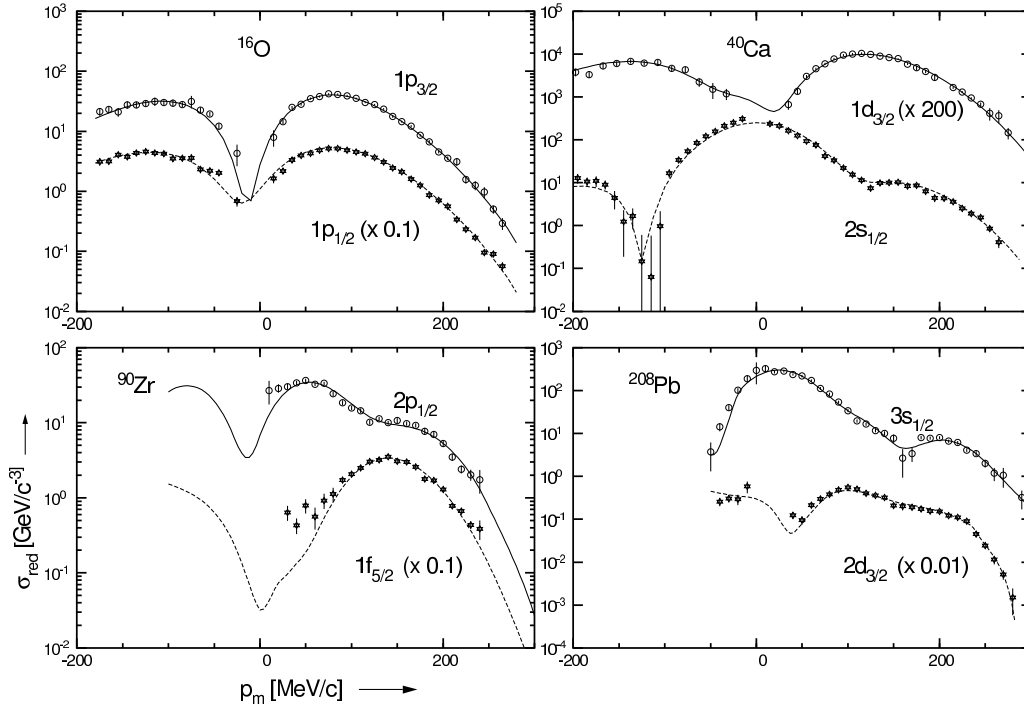 10³
10²
10¹
10⁰
10⁻¹
10⁻²
-200
0
200
¹⁶O
1p₃/₂
1p₁/₂ (x 0.1)
10⁵
10⁴
10³
10²
10¹
10⁰
10⁻¹
10⁻²
-200
0
200
⁴⁰Ca
1d₃/₂ (x 200)
2s₁/₂
10²
10¹
10⁰
10⁻¹
10⁻²
-200
0
200
⁹⁰Zr
2p₁/₂
1f₅/₂ (x 0.1)
10³
10²
10¹
10⁰
10⁻¹
10⁻²
10⁻³
10⁻⁴
-200
0
200
²⁰⁸Pb
3s₁/₂
2d₃/₂ (x 0.01)
σ_red [GeV/c⁻³]
p_m [MeV/c]